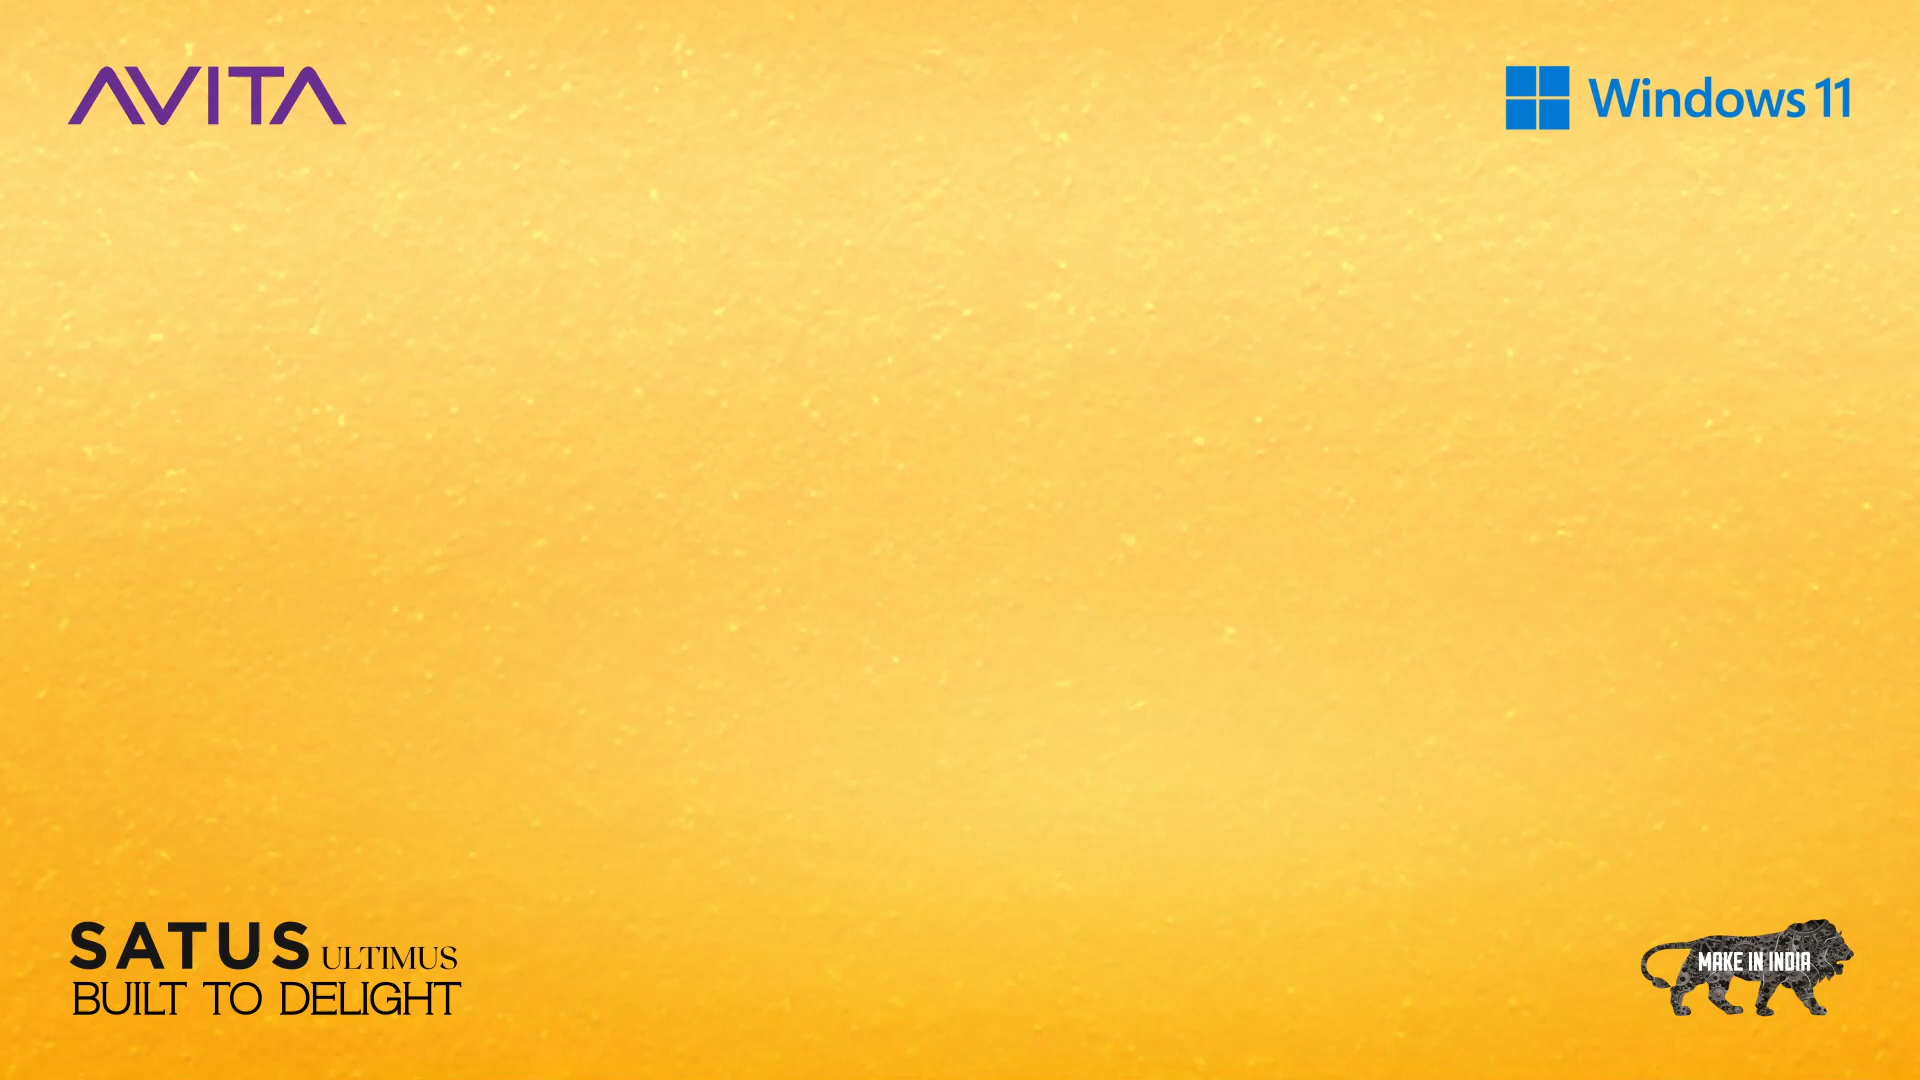 AVITA
Windows 11
SATUS ULTIMUS
BUILT TO DELIGHT
MAKE IN INDIA